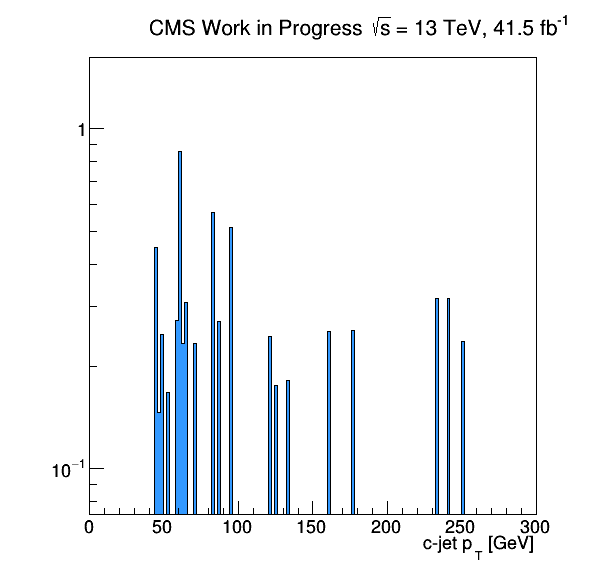 CMS Work in Progress √s = 13 TeV, 41.5 fb⁻¹
1
10⁻¹
0 50 100 150 200 250 300
c-jet p_T [GeV]